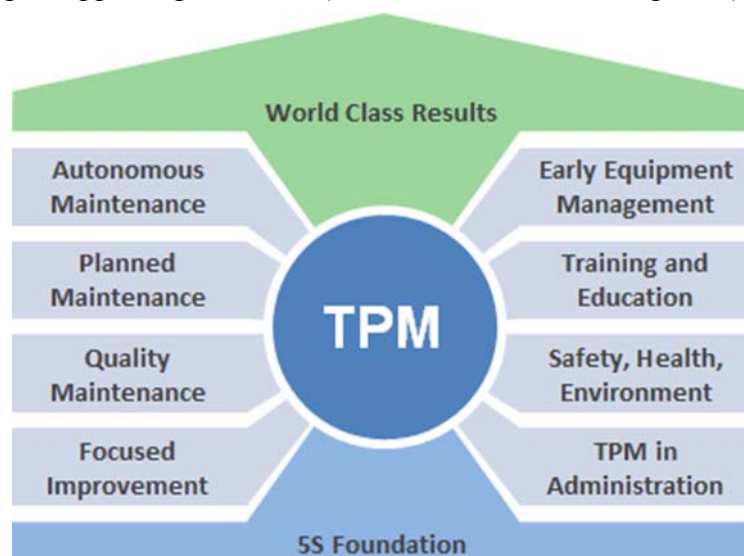 World Class Results
Autonomous
Maintenance
Planned
Maintenance
Quality
Maintenance
Focused
Improvement
TPM
Early Equipment
Management
Training and
Education
Safety, Health,
Environment
TPM in
Administration
5S Foundation